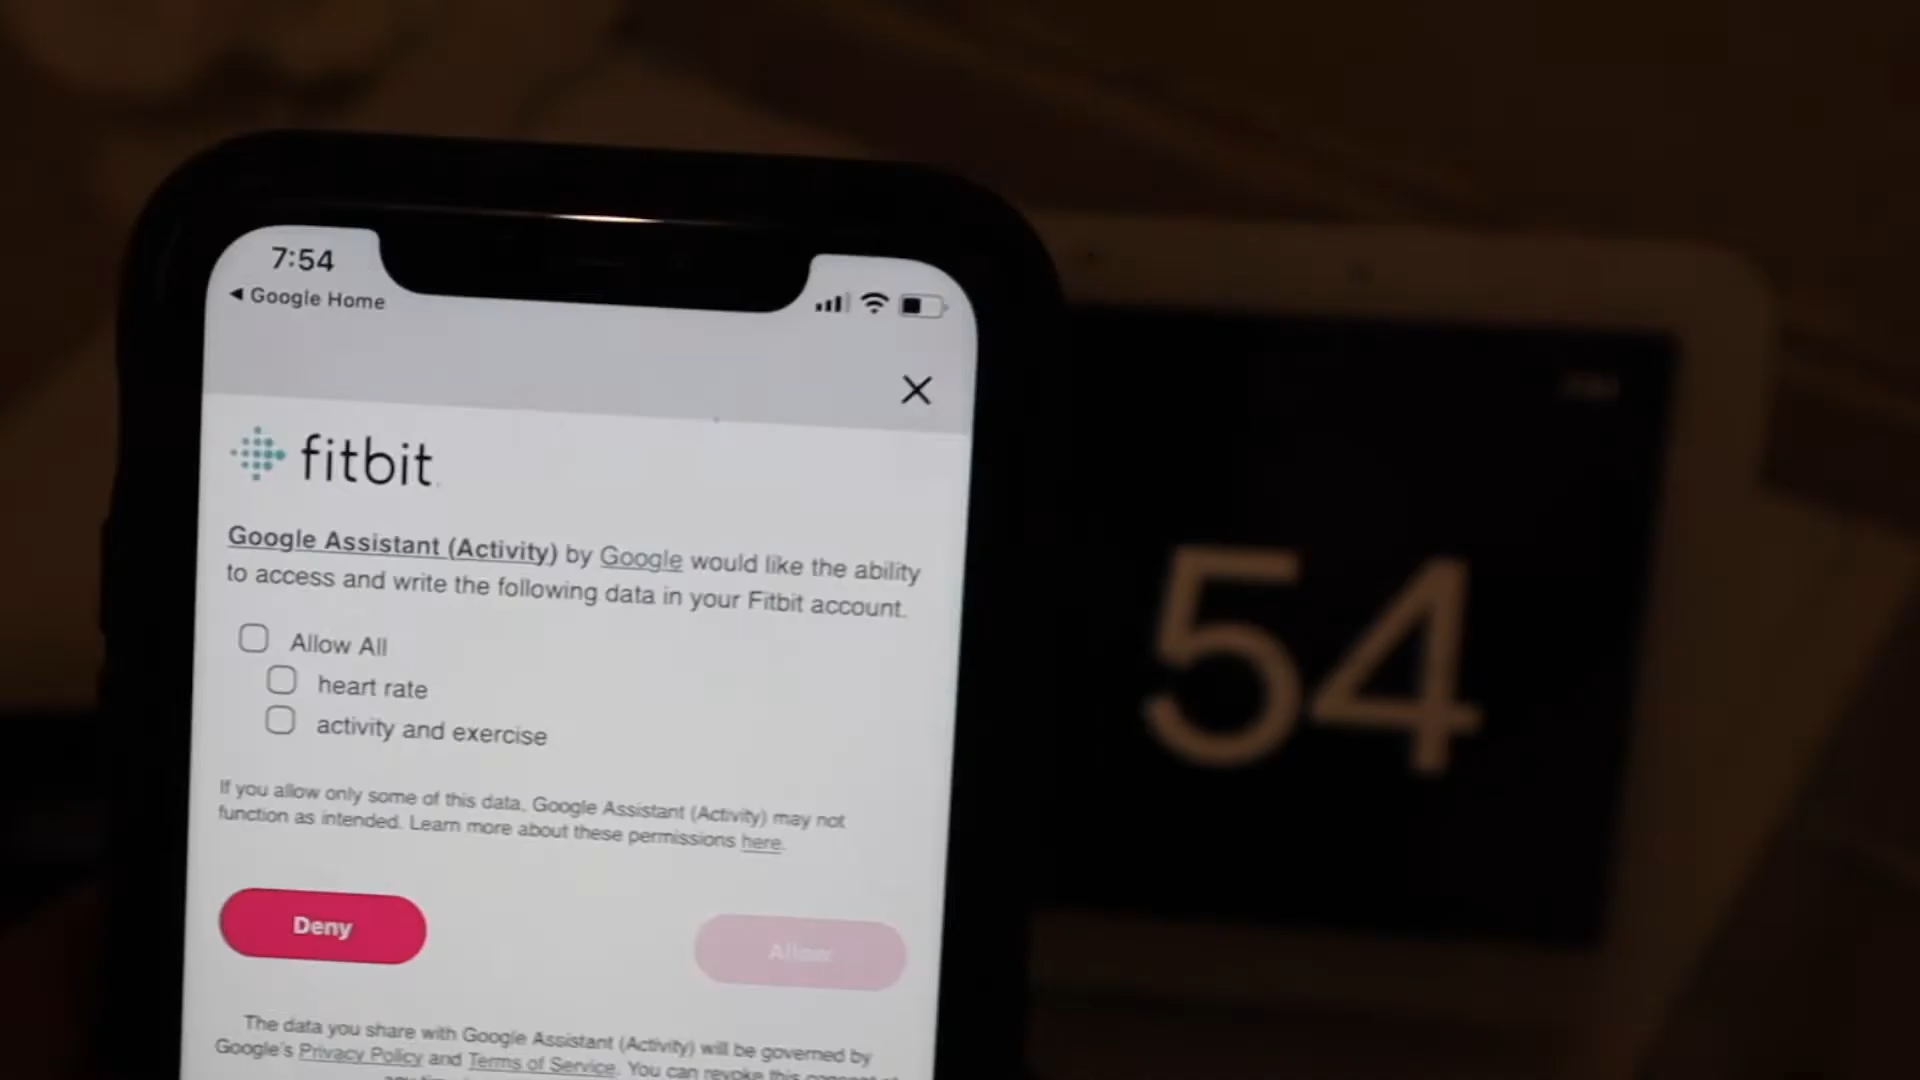 7:54
◀ Google Home
fitbit
Google Assistant (Activity) by Google would like the ability
to access and write the following data in your Fitbit account.
Allow All
heart rate
activity and exercise
If you allow only some of this data, Google Assistant (Activity) may not
function as intended. Learn more about these permissions here.
Deny
Allow
The data you share with Google Assistant (Activity) will be governed by
Google's Privacy Policy and Terms of Service. You can revoke this consent at
54